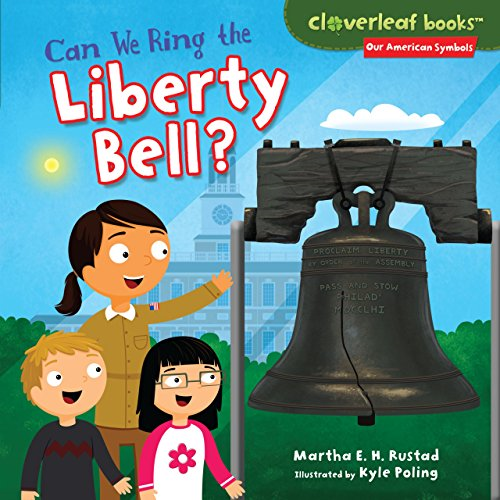 cloverleaf books™
Our American Symbols
Can We Ring the
Liberty
Bell?
PROCLAIM LIBERTY
BY ORDER of the ASSEMBLY
PASS AND STOW
PHILAD'
MDCCLIII
Martha E. H. Rustad
Illustrated by Kyle Poling